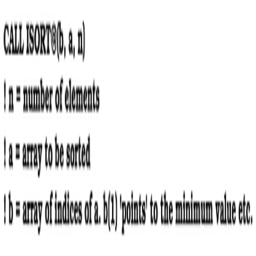 CALL ISORT@(b, a, n)
! n = number of elements
! a = array to be sorted
! b = array of indices of a. b(1) 'points' to the minimum value etc.